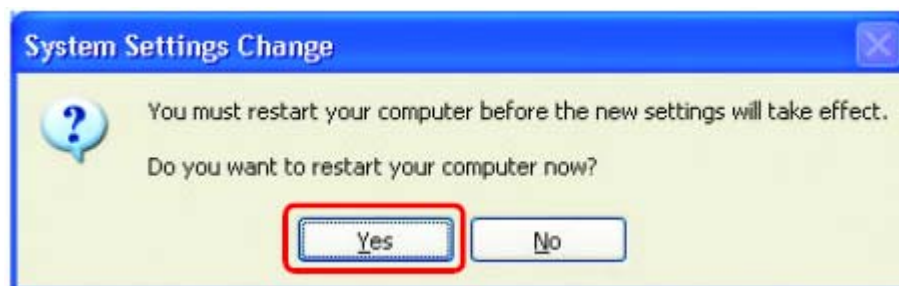 System Settings Change
?
You must restart your computer before the new settings will take effect.
Do you want to restart your computer now?
Yes No